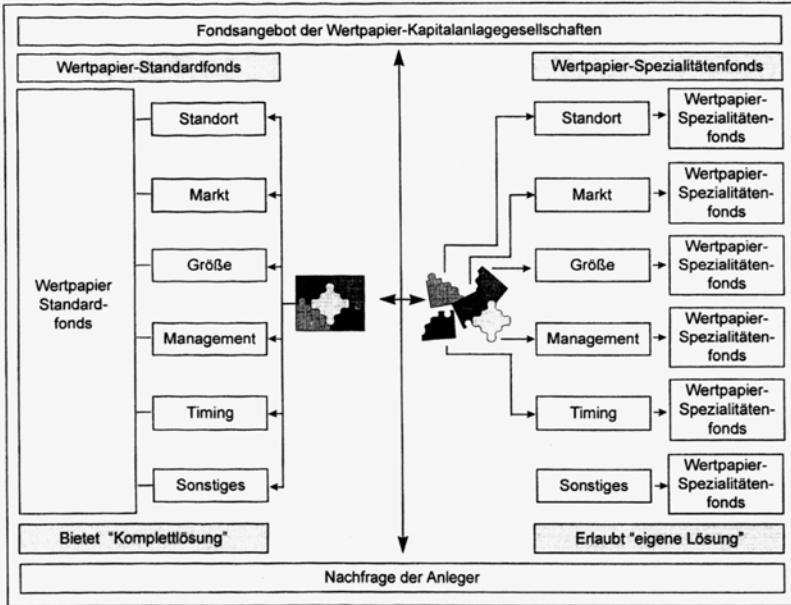 Fondsangebot der Wertpapier-Kapitalanlagegesellschaften
Wertpapier-Standardfonds
Wertpapier
Standard-
fonds
Standort
Markt
Größe
Management
Timing
Sonstiges
Bietet "Komplettlösung"
Wertpapier-Spezialitätenfonds
Standort
Wertpapier-
Spezialitäten-
fonds
Markt
Wertpapier-
Spezialitäten-
fonds
Größe
Wertpapier-
Spezialitäten-
fonds
Management
Wertpapier-
Spezialitäten-
fonds
Timing
Wertpapier-
Spezialitäten-
fonds
Sonstiges
Wertpapier-
Spezialitäten-
fonds
Erlaubt "eigene Lösung"
Nachfrage der Anleger